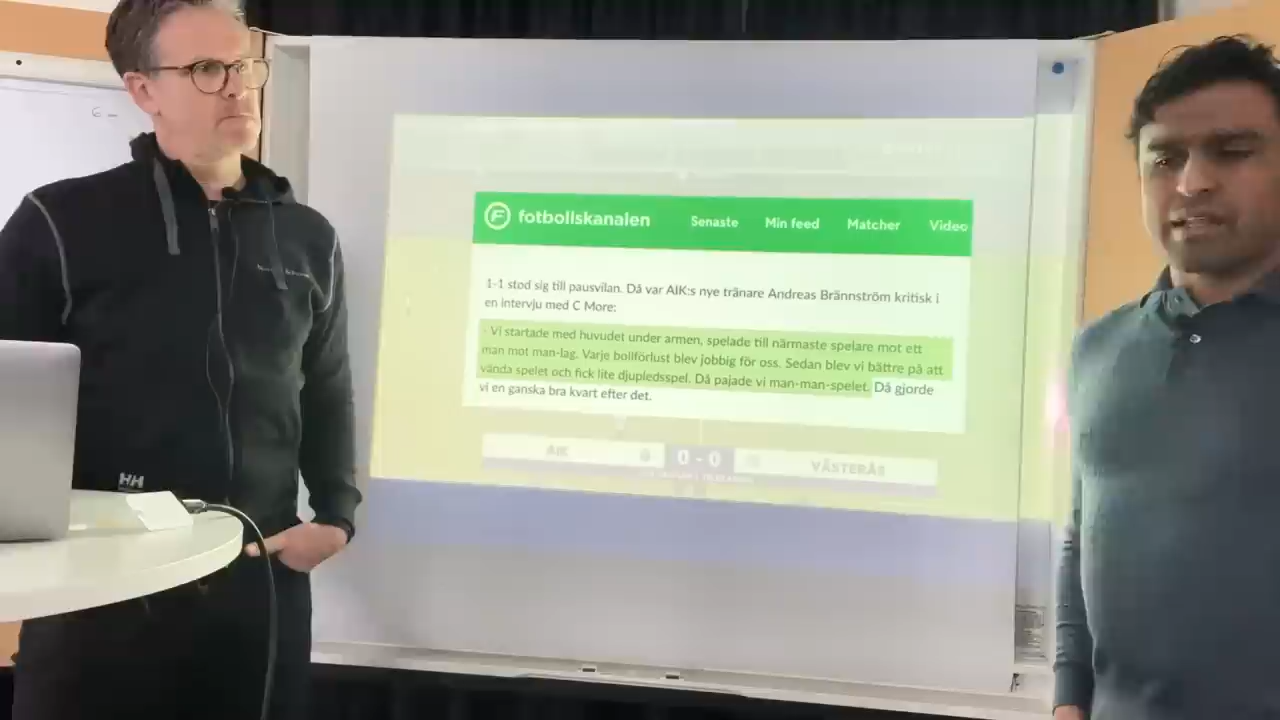 fotbollskanalen Senaste Min feed Matcher Video
1-1 stod sig till pausvilan. Då var AIK:s nye tränare Andreas Brännström kritisk i
en intervju med C More:
- Vi startade med huvudet under armen, spelade till närmaste spelare mot ett
man mot man-lag. Varje bollförlust blev jobbig för oss. Sedan blev vi bättre på att
vända spelet och fick lite djupledsspel. Då pajade vi man-man-spelet. Då gjorde
vi en ganska bra kvart efter det.
AIK 0 - 0 VÄSTERÅS
HH